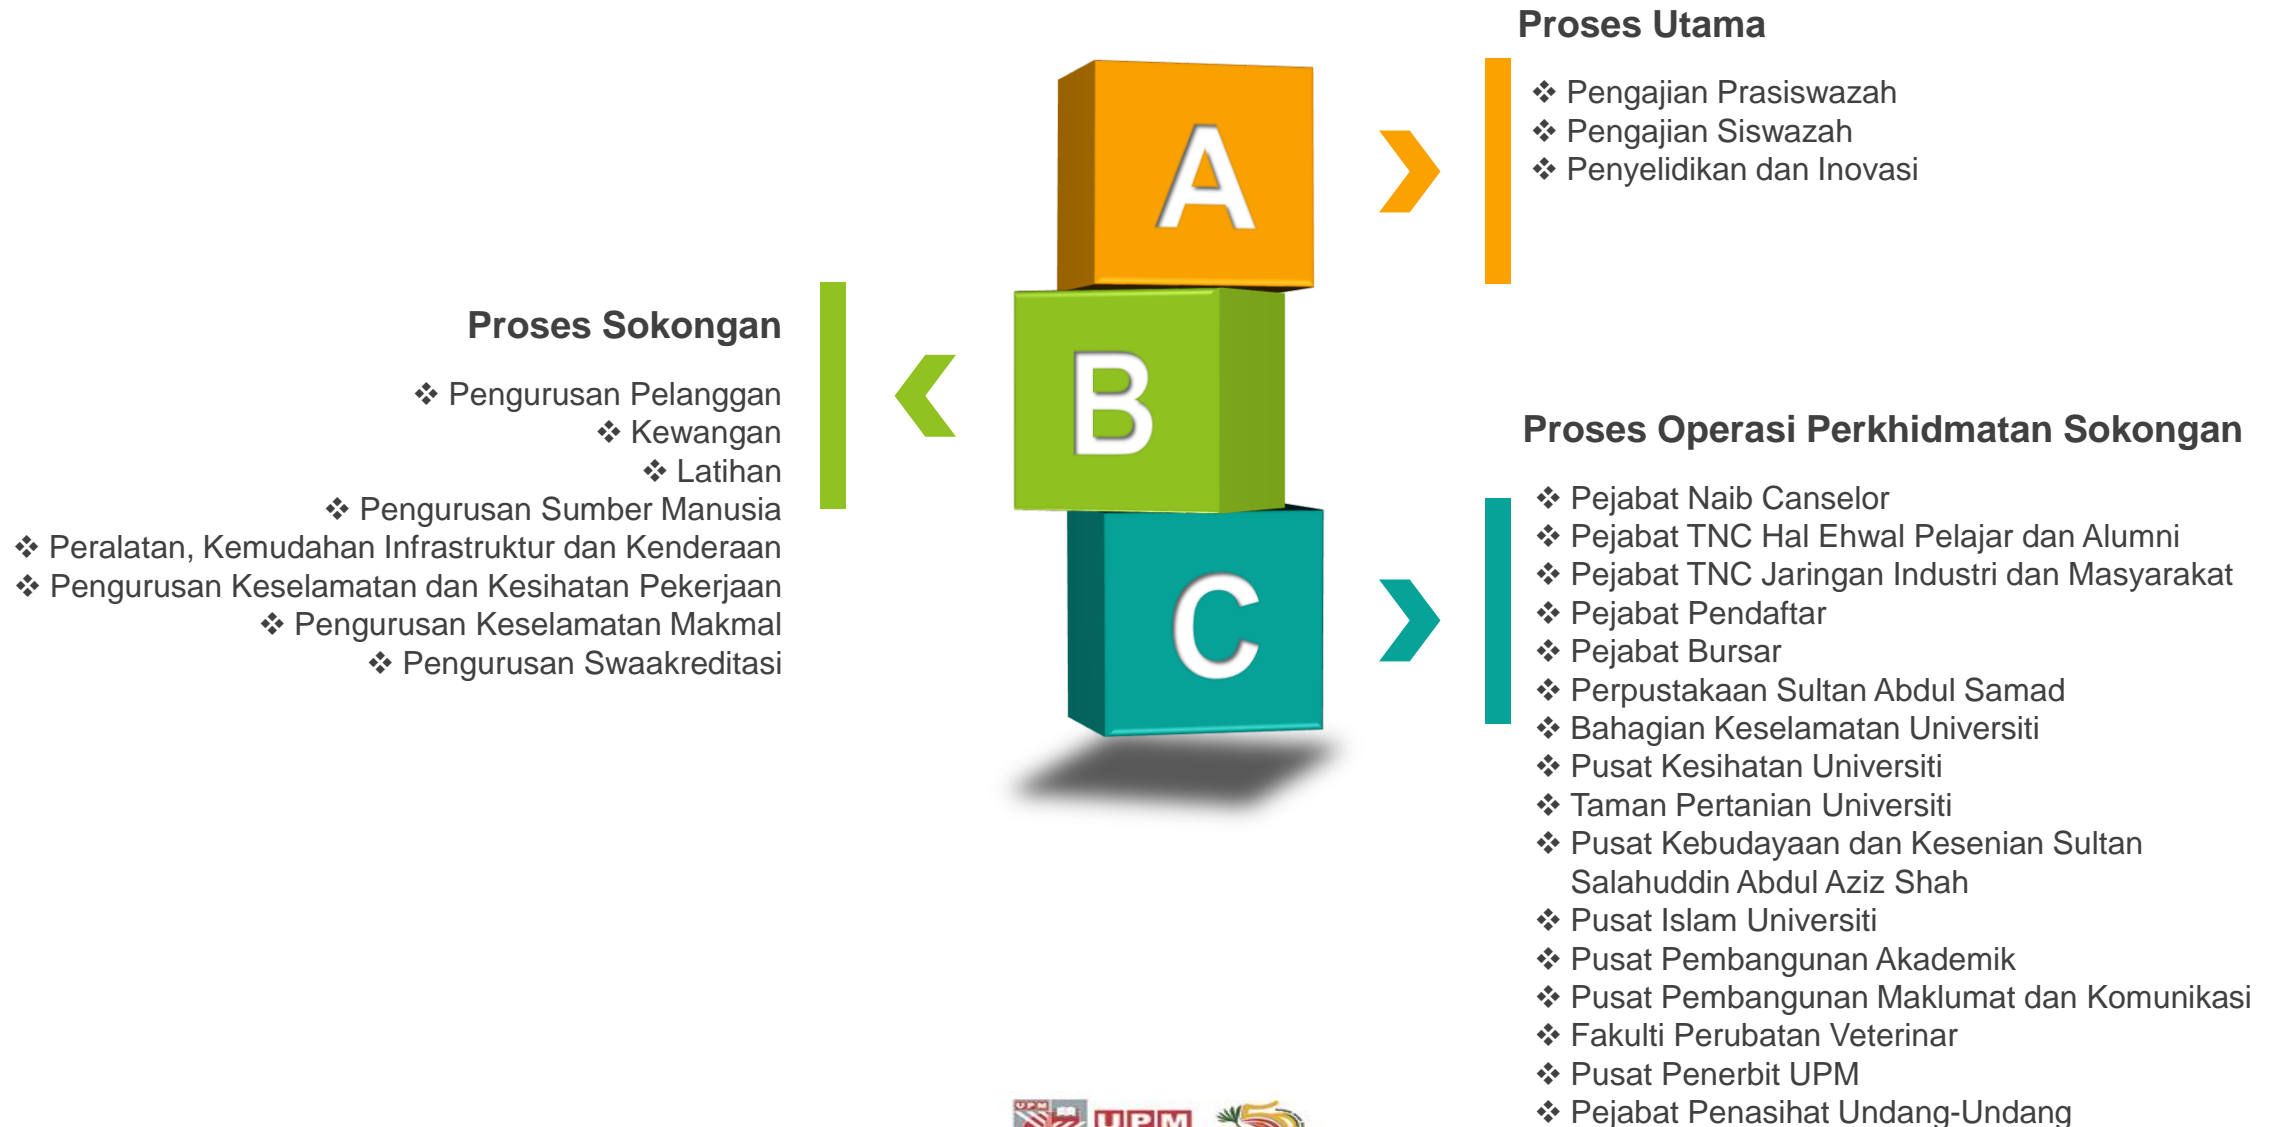 Proses Utama
❖ Pengajian Prasiswazah
❖ Pengajian Siswazah
❖ Penyelidikan dan Inovasi
A
Proses Sokongan
❖ Pengurusan Pelanggan
❖ Kewangan
❖ Latihan
❖ Pengurusan Sumber Manusia
❖ Peralatan, Kemudahan Infrastruktur dan Kenderaan
❖ Pengurusan Keselamatan dan Kesihatan Pekerjaan
❖ Pengurusan Keselamatan Makmal
❖ Pengurusan Swaakreditasi
B
C
Proses Operasi Perkhidmatan Sokongan
❖ Pejabat Naib Canselor
❖ Pejabat TNC Hal Ehwal Pelajar dan Alumni
❖ Pejabat TNC Jaringan Industri dan Masyarakat
❖ Pejabat Pendaftar
❖ Pejabat Bursar
❖ Perpustakaan Sultan Abdul Samad
❖ Bahagian Keselamatan Universiti
❖ Pusat Kesihatan Universiti
❖ Taman Pertanian Universiti
❖ Pusat Kebudayaan dan Kesenian Sultan
Salahuddin Abdul Aziz Shah
❖ Pusat Islam Universiti
❖ Pusat Pembangunan Akademik
❖ Pusat Pembangunan Maklumat dan Komunikasi
❖ Fakulti Perubatan Veterinar
❖ Pusat Penerbit UPM
❖ Pejabat Penasihat Undang-Undang
UPM
UPM